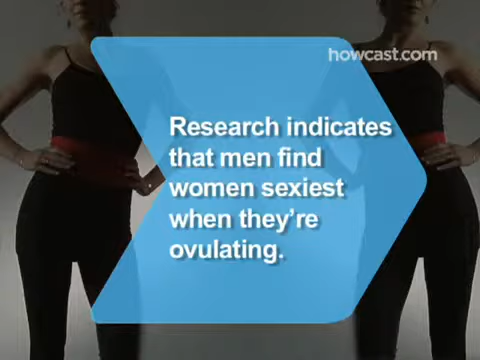 howcast.com
Research indicates
that men find
women sexiest
when they're
ovulating.